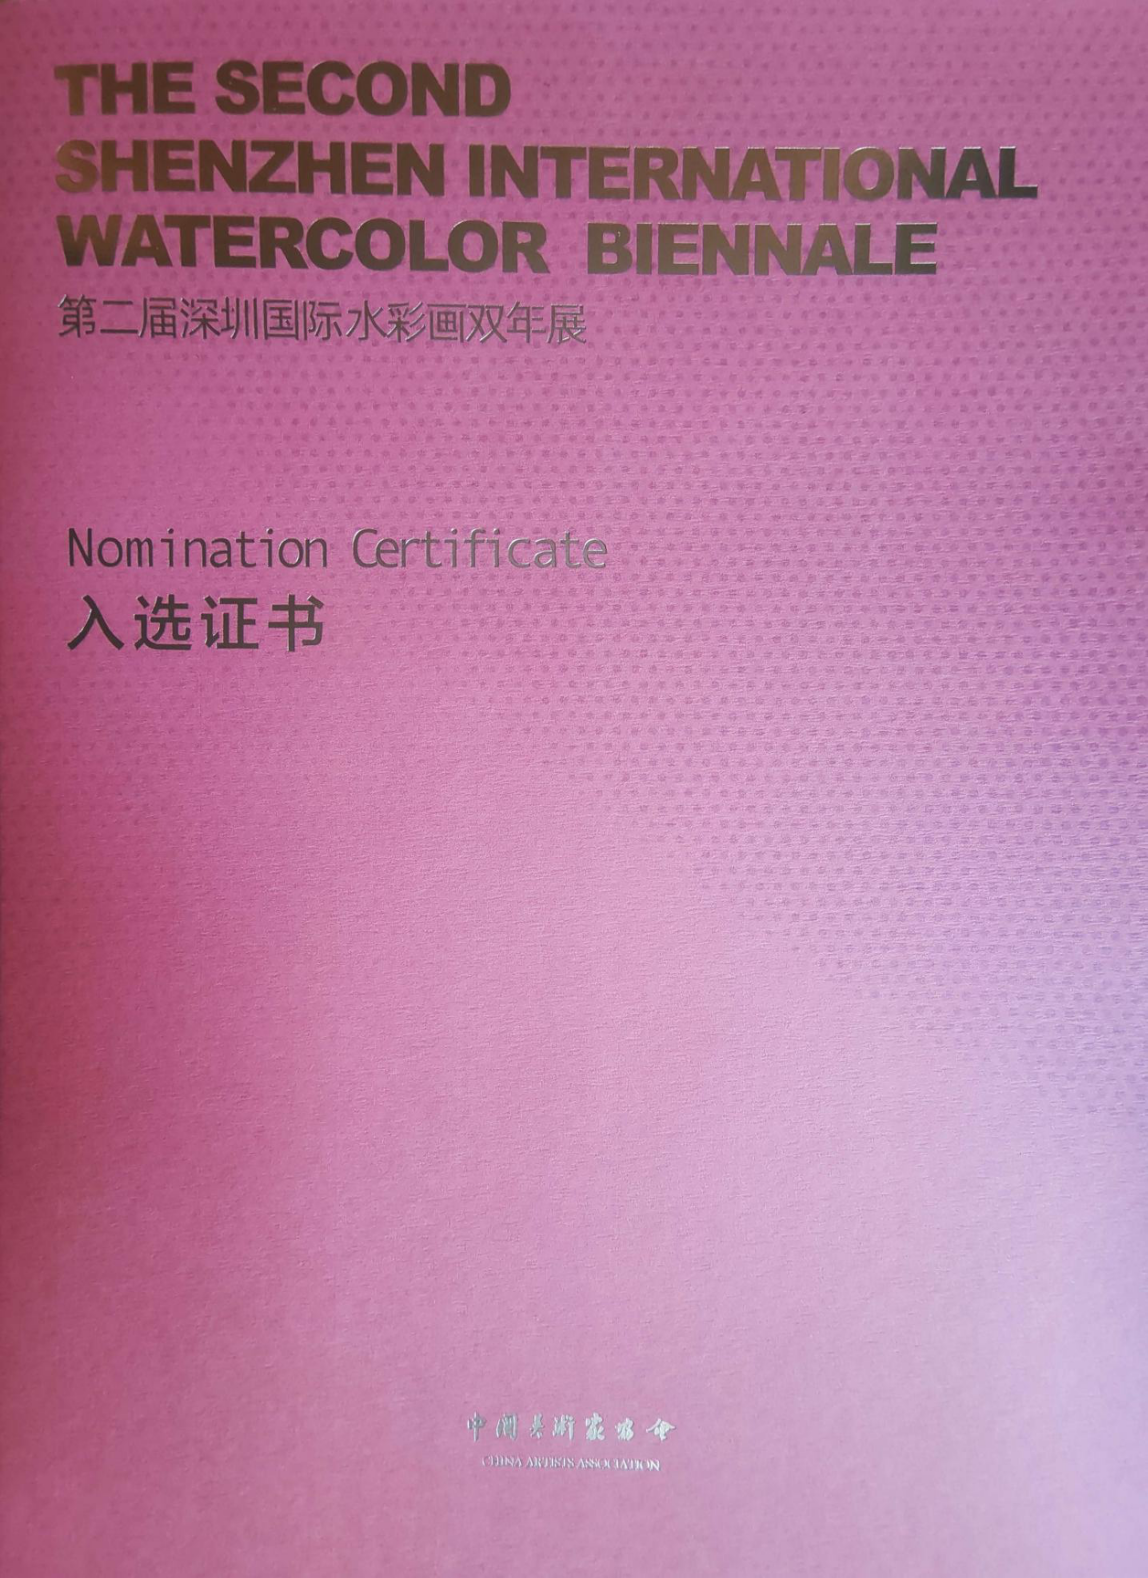 THE SECOND
SHENZHEN INTERNATIONAL
WATERCOLOR BIENNALE
第二届深圳国际水彩画双年展
Nomination Certificate
入选证书
中国美术家协会
CHINA ARTISTS ASSOCIATION